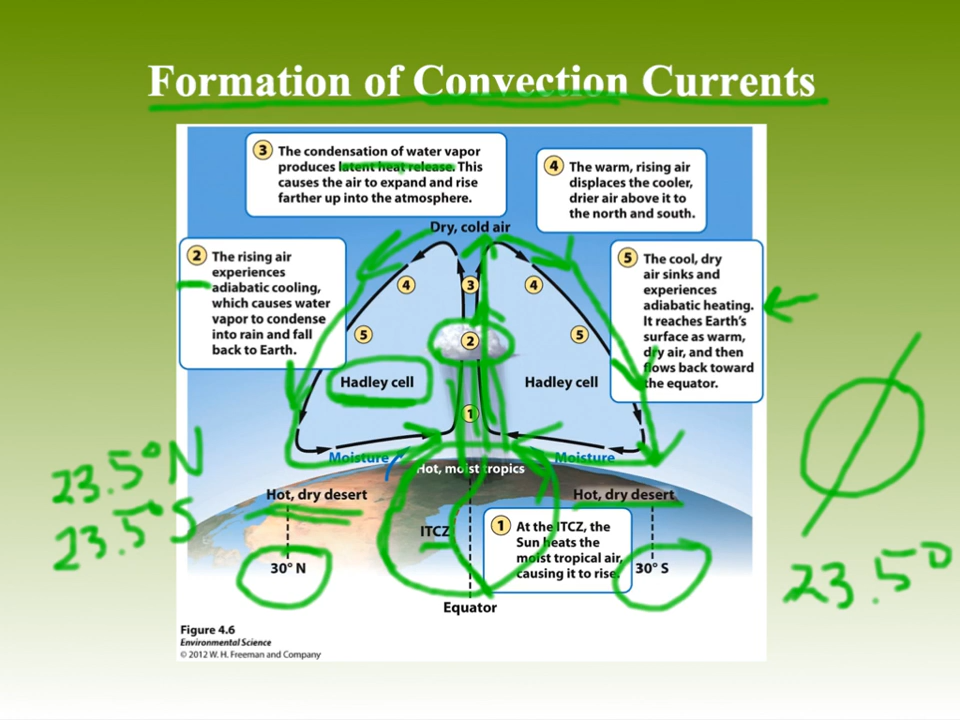 Formation of Convection Currents
3 The condensation of water vapor
produces latent heat release. This
causes the air to expand and rise
farther up into the atmosphere.
4 The warm, rising air
displaces the cooler,
drier air above it to
the north and south.
Dry, cold air
2 The rising air
experiences
adiabatic cooling,
which causes water
vapor to condense
into rain and fall
back to Earth.
5 The cool, dry
air sinks and
experiences
adiabatic heating.
It reaches Earth's
surface as warm,
dry air, and then
flows back toward
the equator.
4
3
4
5
2
5
Hadley cell
Hadley cell
1
Moisture
Moisture
Hot, moist tropics
23.5°N
23.5°S
Hot, dry desert
Hot, dry desert
ITCZ
1 At the ITCZ, the
Sun heats the
moist tropical air,
causing it to rise.
30° N
30° S
23.5°
Equator
Figure 4.6
Environmental Science
© 2012 W. H. Freeman and Company